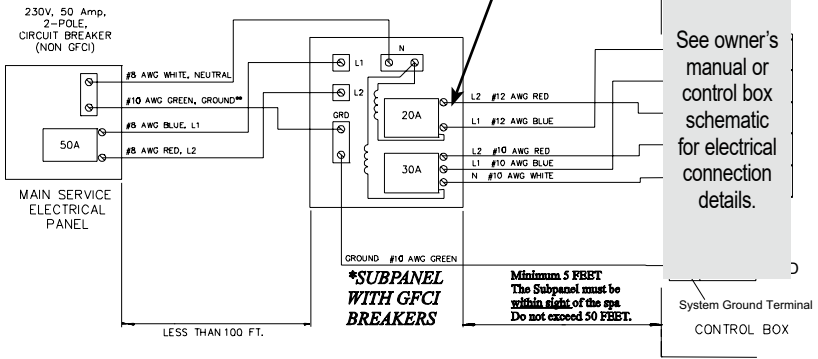 230V, 50 Amp,
2-POLE,
CIRCUIT BREAKER
(NON GFCI)
#8 AWG WHITE, NEUTRAL
#10 AWG GREEN, GROUND**
#8 AWG BLUE, L1
#8 AWG RED, L2
50A
MAIN SERVICE
ELECTRICAL
PANEL
N
L1
L2
GRD
20A
30A
L2 #12 AWG RED
L1 #12 AWG BLUE
L2 #10 AWG RED
L1 #10 AWG BLUE
N #10 AWG WHITE
GROUND #10 AWG GREEN
*SUBPANEL
WITH GFCI
BREAKERS
LESS THAN 100 FT.
Minimum 5 FEET
The Subpanel must be
within sight of the spa
Do not exceed 50 FEET.
See owner's
manual or
control box
schematic
for electrical
connection
details.
D
System Ground Terminal
CONTROL BOX